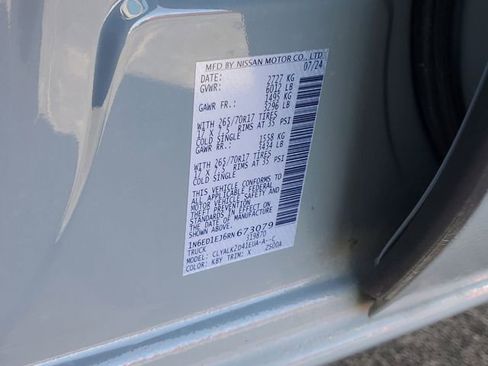 MFD BY NISSAN MOTOR CO., LTD.
DATE: 07/24
GVWR: 2727 KG
6012 LB
GAWR FR.: 1495 KG
3296 LB
WITH 265/70R17 TIRES
17 X 7.5 RIMS AT 35 PSI
COLD SINGLE
GAWR RR.: 1558 KG
3434 LB
WITH 265/70R17 TIRES
17 X 7.5 RIMS AT 35 PSI
COLD SINGLE
THIS VEHICLE CONFORMS TO
ALL APPLICABLE FEDERAL
MOTOR VEHICLE SAFETY AND
THEFT PREVENTION
STANDARDS IN EFFECT ON
THE DATE OF MANUFACTURE
SHOWN ABOVE.
1N6ED1EJ6RN673079
TRUCK 31987D
MODEL: CLYALKZD41EUA-A--C
COLOR: KBY TRIM: X 2500A